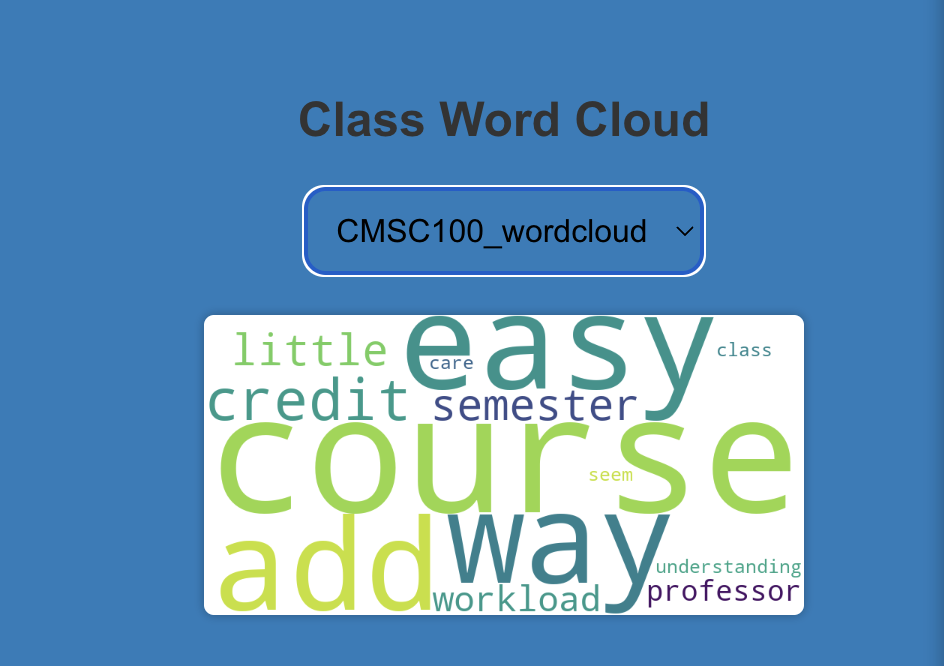 Class Word Cloud
CMSC100_wordcloud
easy
little
class
care
credit
semester
course
seem
add
way
understanding
professor
workload